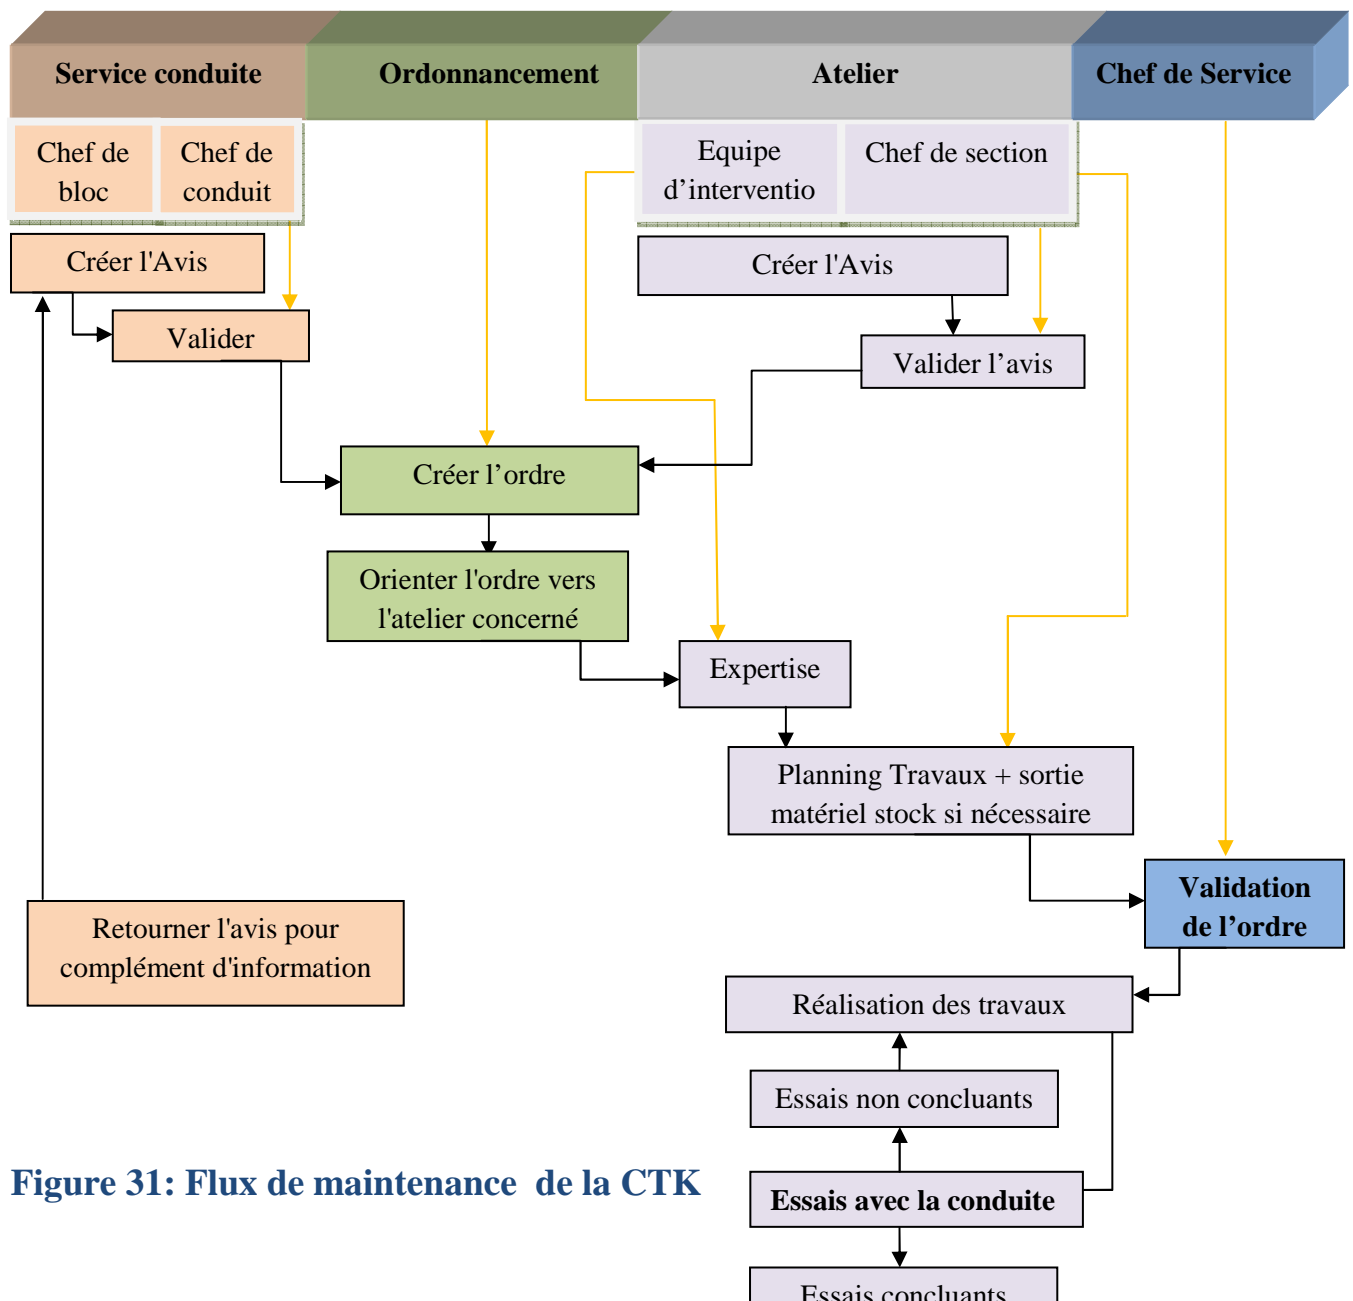 Service conduite
Ordonnancement
Atelier
Chef de Service
Chef de
bloc
Chef de
conduit
Equipe
d’interventio
Chef de section
Créer l'Avis
Créer l'Avis
Valider
Valider l’avis
Créer l’ordre
Orienter l'ordre vers
l'atelier concerné
Expertise
Planning Travaux + sortie
matériel stock si nécessaire
Validation
de l’ordre
Retourner l'avis pour
complément d'information
Réalisation des travaux
Essais non concluants
Figure 31: Flux de maintenance de la CTK
Essais avec la conduite
Essais concluants